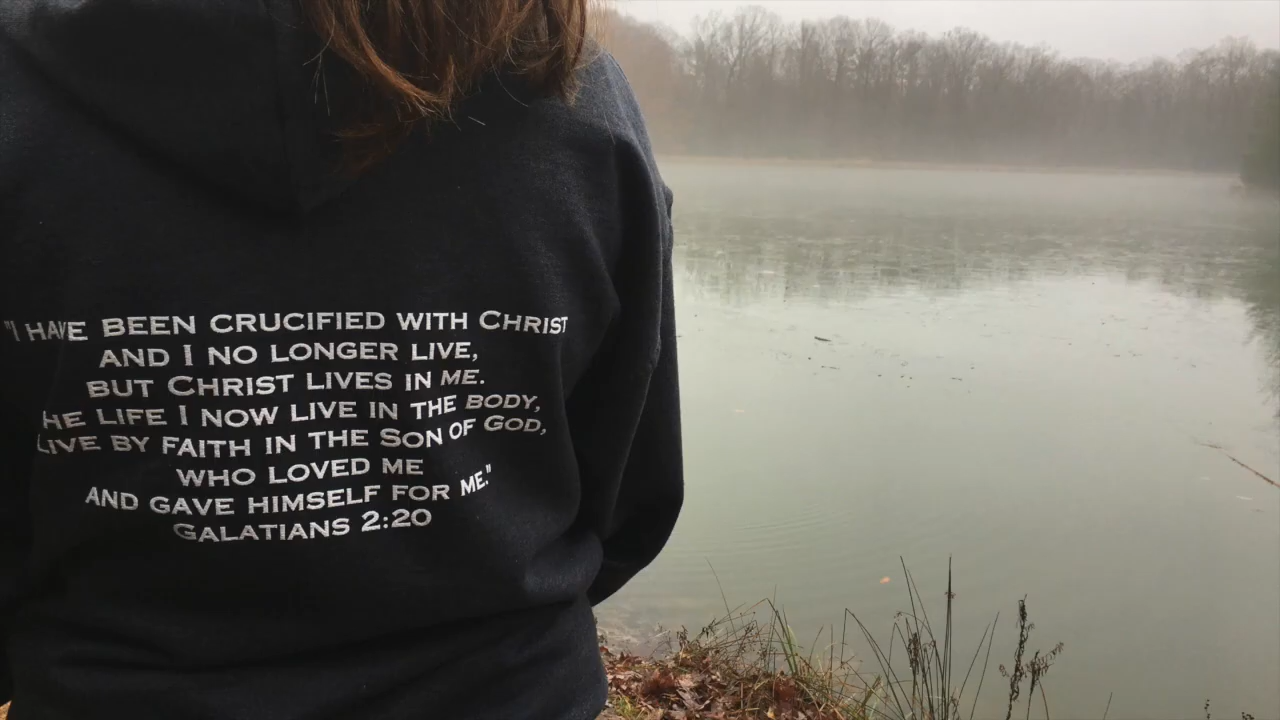 "I HAVE BEEN CRUCIFIED WITH CHRIST
AND I NO LONGER LIVE,
BUT CHRIST LIVES IN ME.
HE LIFE I NOW LIVE IN THE BODY,
LIVE BY FAITH IN THE SON OF GOD,
WHO LOVED ME
AND GAVE HIMSELF FOR ME."
GALATIANS 2:20